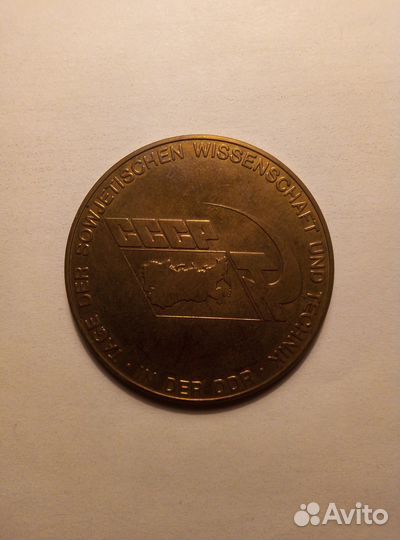 TAGE DER SOWJETISCHEN WISSENSCHAFT UND TECHNIK
· IN DER DDR ·
СССР
Avito